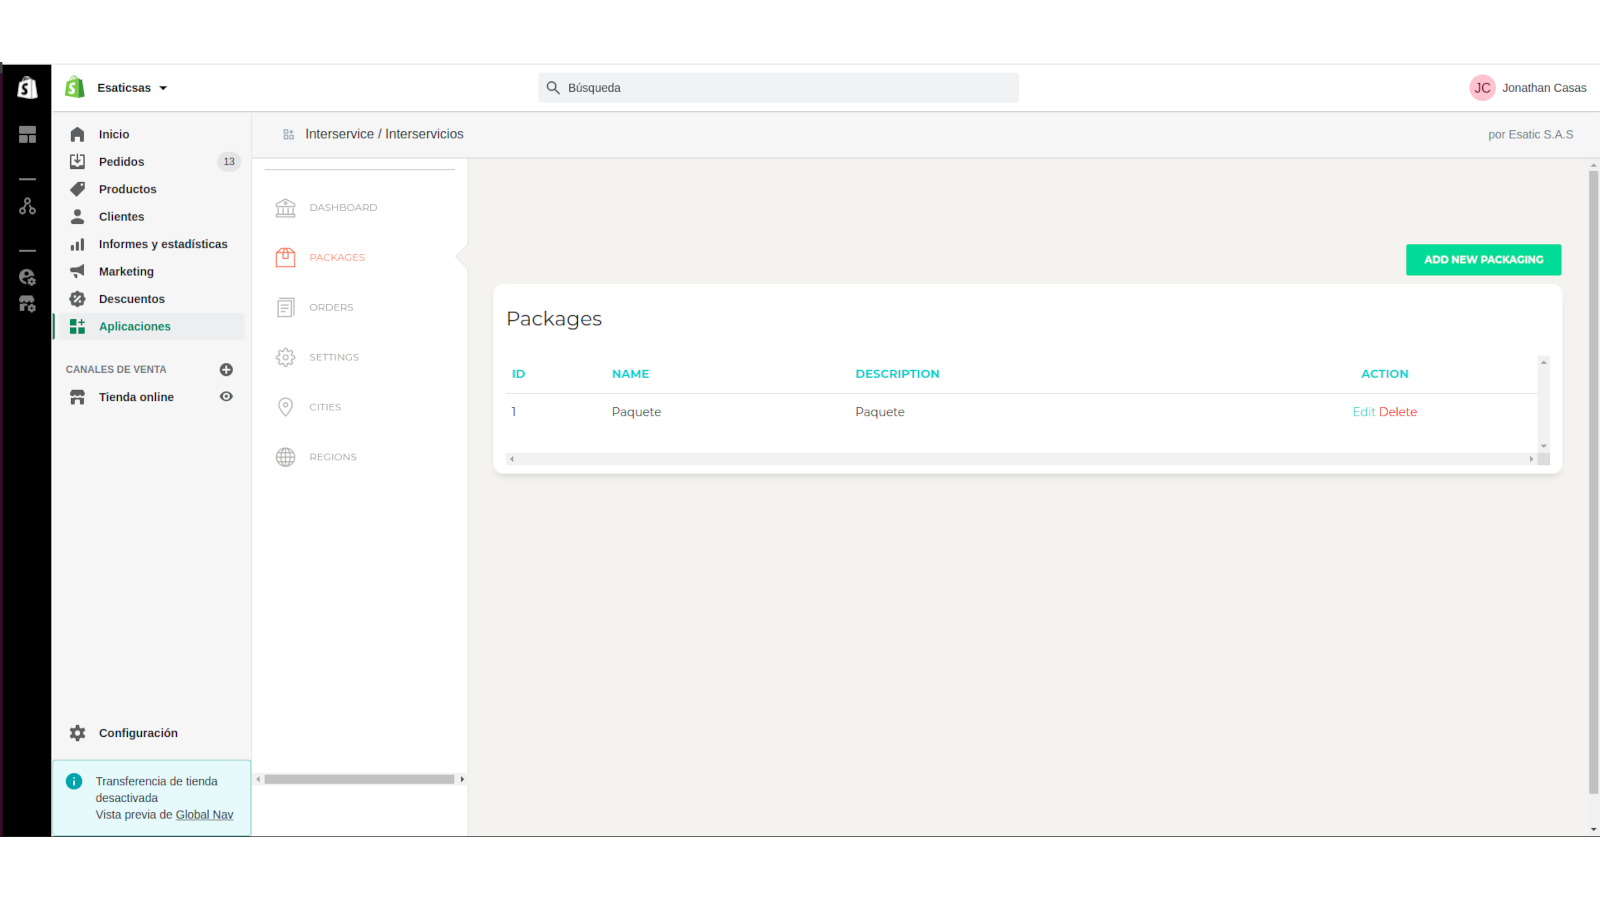 Esaticsas
Búsqueda
JC Jonathan Casas
Inicio
Pedidos 13
Productos
Clientes
Informes y estadísticas
Marketing
Descuentos
Aplicaciones
CANALES DE VENTA
Tienda online
Configuración
Transferencia de tienda
desactivada
Vista previa de Global Nav
Interservice / Interservicios
por Esatic S.A.S
DASHBOARD
PACKAGES
ORDERS
SETTINGS
CITIES
REGIONS
ADD NEW PACKAGING
Packages
ID NAME DESCRIPTION ACTION
1 Paquete Paquete Edit Delete